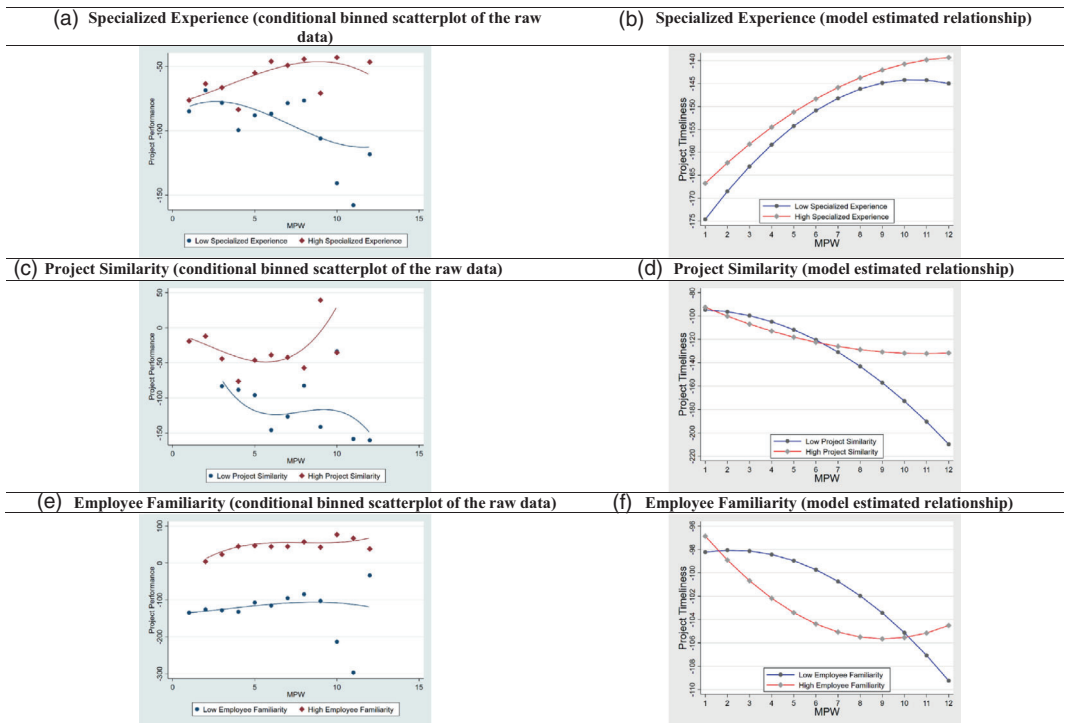 (a) Specialized Experience (conditional binned scatterplot of the raw
data)
Project Performance
-50
-100
-150
0
5
10
15
MPW
Low Specialized Experience
High Specialized Experience
(b) Specialized Experience (model estimated relationship)
Project Timeliness
-140
-145
-150
-155
-160
-165
-170
-175
1 2 3 4 5 6 7 8 9 10 11 12
MPW
Low Specialized Experience
High Specialized Experience
(c) Project Similarity (conditional binned scatterplot of the raw data)
Project Performance
50
0
-50
-100
-150
0
5
10
15
MPW
Low Project Similarity
High Project Similarity
(d) Project Similarity (model estimated relationship)
Project Timeliness
-80
-100
-120
-140
-160
-180
-200
-220
1 2 3 4 5 6 7 8 9 10 11 12
MPW
Low Project Similarity
High Project Similarity
(e) Employee Familiarity (conditional binned scatterplot of the raw data)
Project Performance
100
0
-100
-200
-300
0
5
10
15
MPW
Low Employee Familiarity
High Employee Familiarity
(f) Employee Familiarity (model estimated relationship)
Project Timeliness
-96
-98
-100
-102
-104
-106
-108
-110
1 2 3 4 5 6 7 8 9 10 11 12
MPW
Low Employee Familiarity
High Employee Familiarity